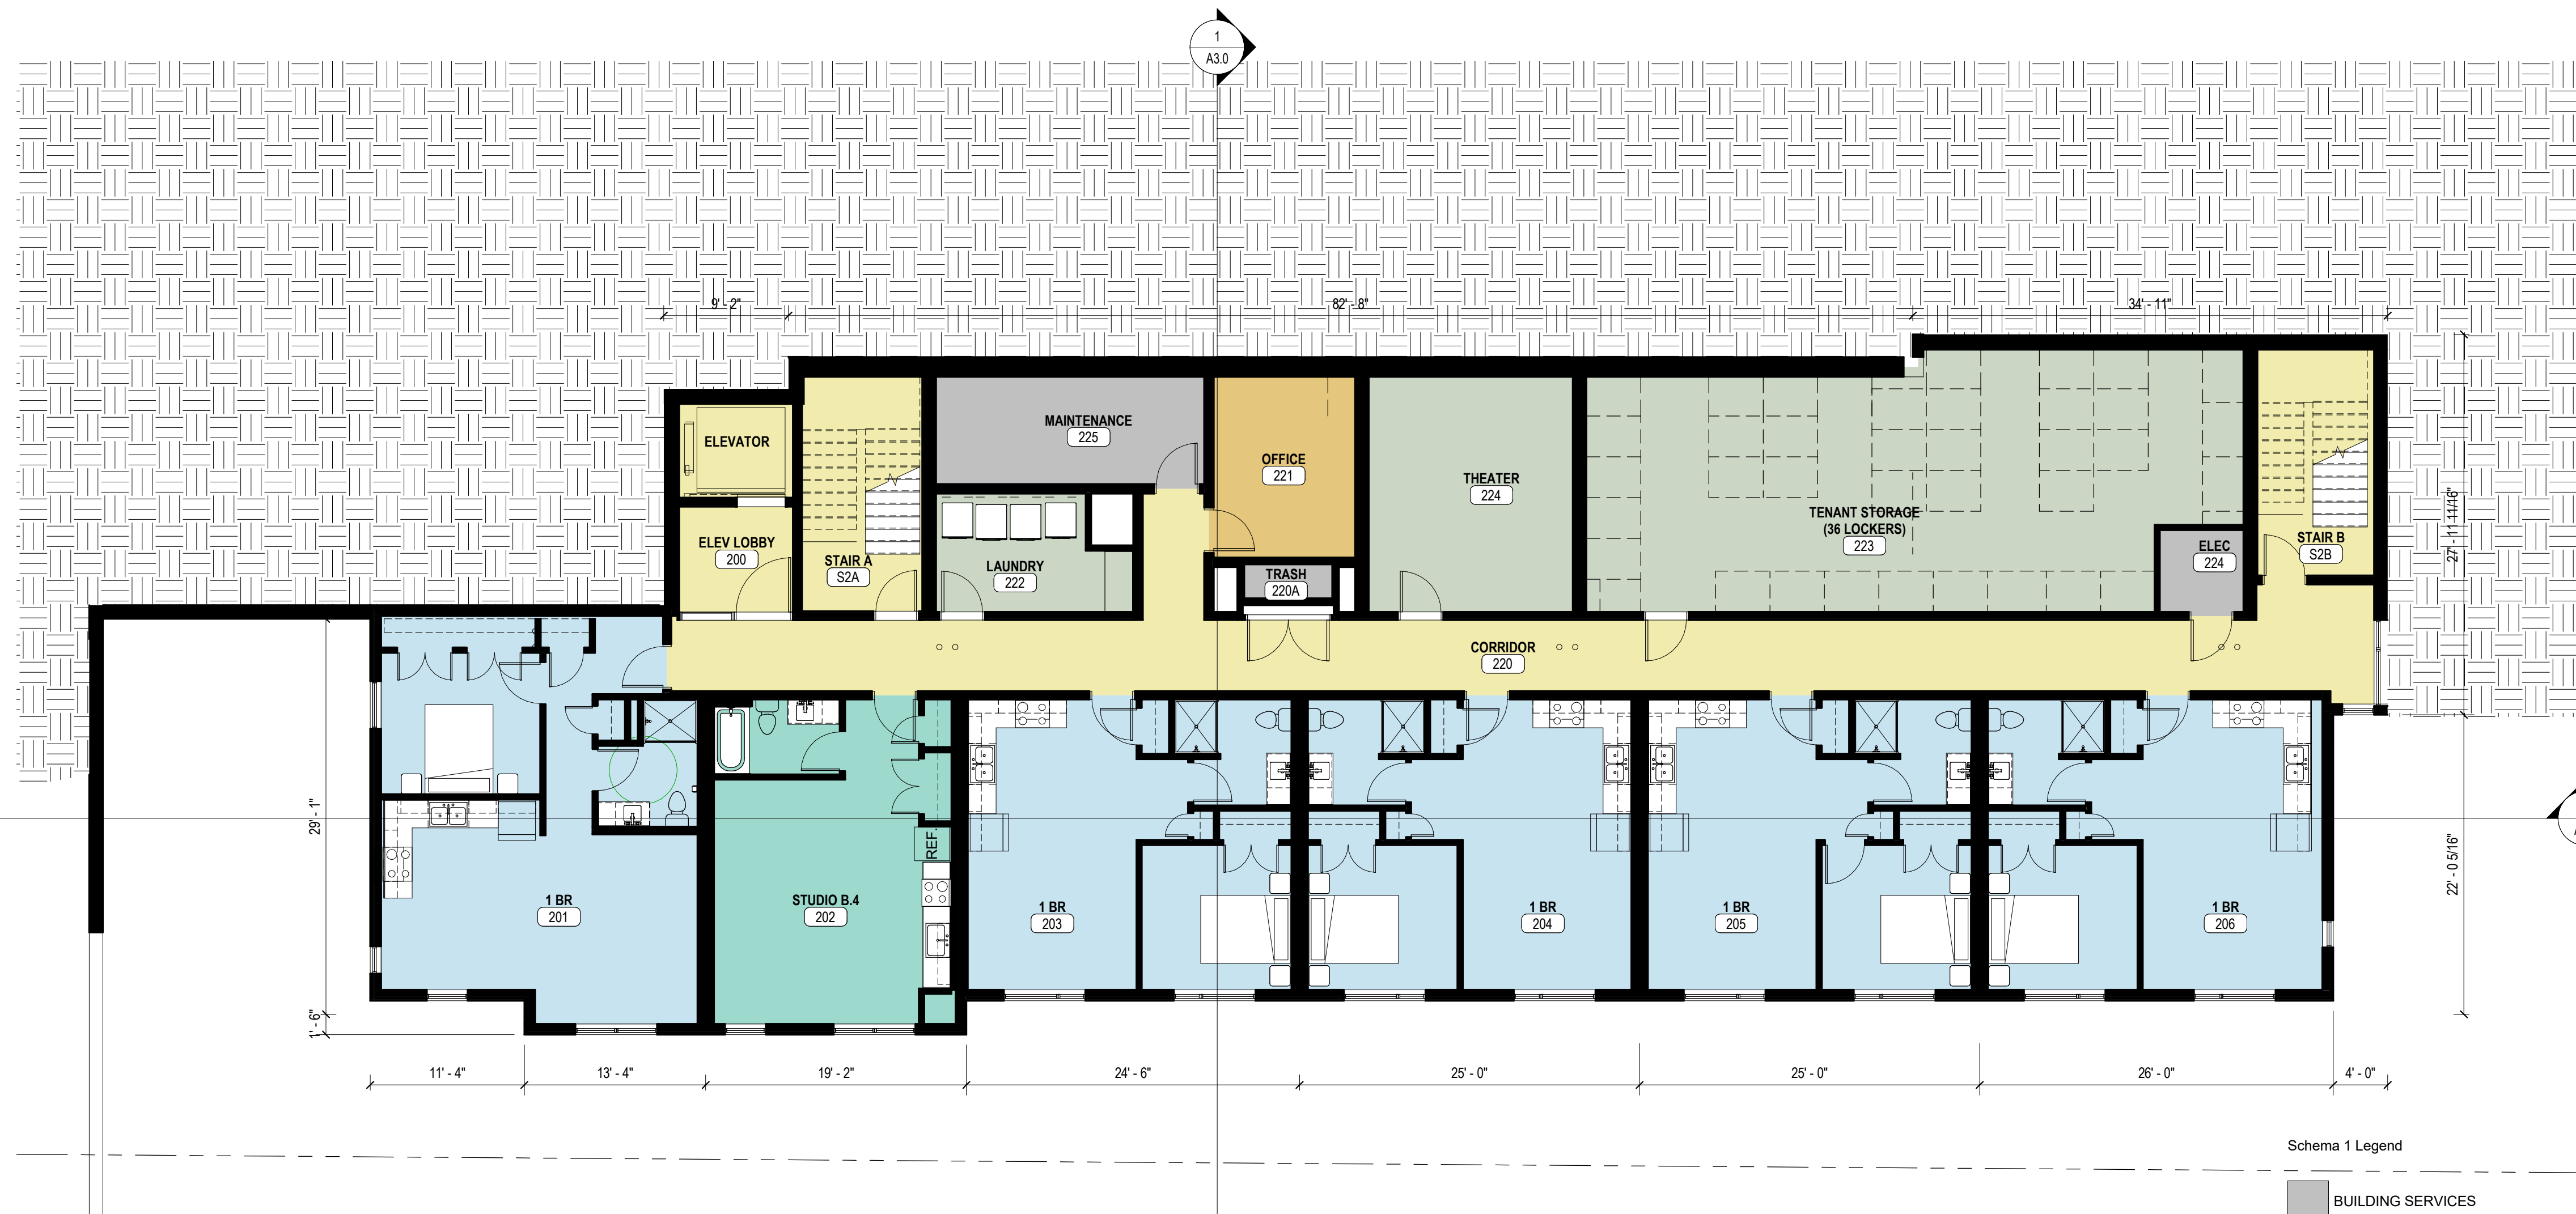 1
A3.0
9' - 2"
82' - 8"
34' - 11"
ELEVATOR
MAINTENANCE
225
OFFICE
221
THEATER
224
TENANT STORAGE
(36 LOCKERS)
223
ELEV LOBBY
200
STAIR A
S2A
LAUNDRY
222
TRASH
220A
ELEC
224
STAIR B
S2B
27' - 11 11/16"
CORRIDOR
220
29' - 1"
REF.
22' - 0 5/16"
1 BR
201
STUDIO B.4
202
1 BR
203
1 BR
204
1 BR
205
1 BR
206
1' - 6"
11' - 4"
13' - 4"
19' - 2"
24' - 6"
25' - 0"
25' - 0"
26' - 0"
4' - 0"
Schema 1 Legend
BUILDING SERVICES